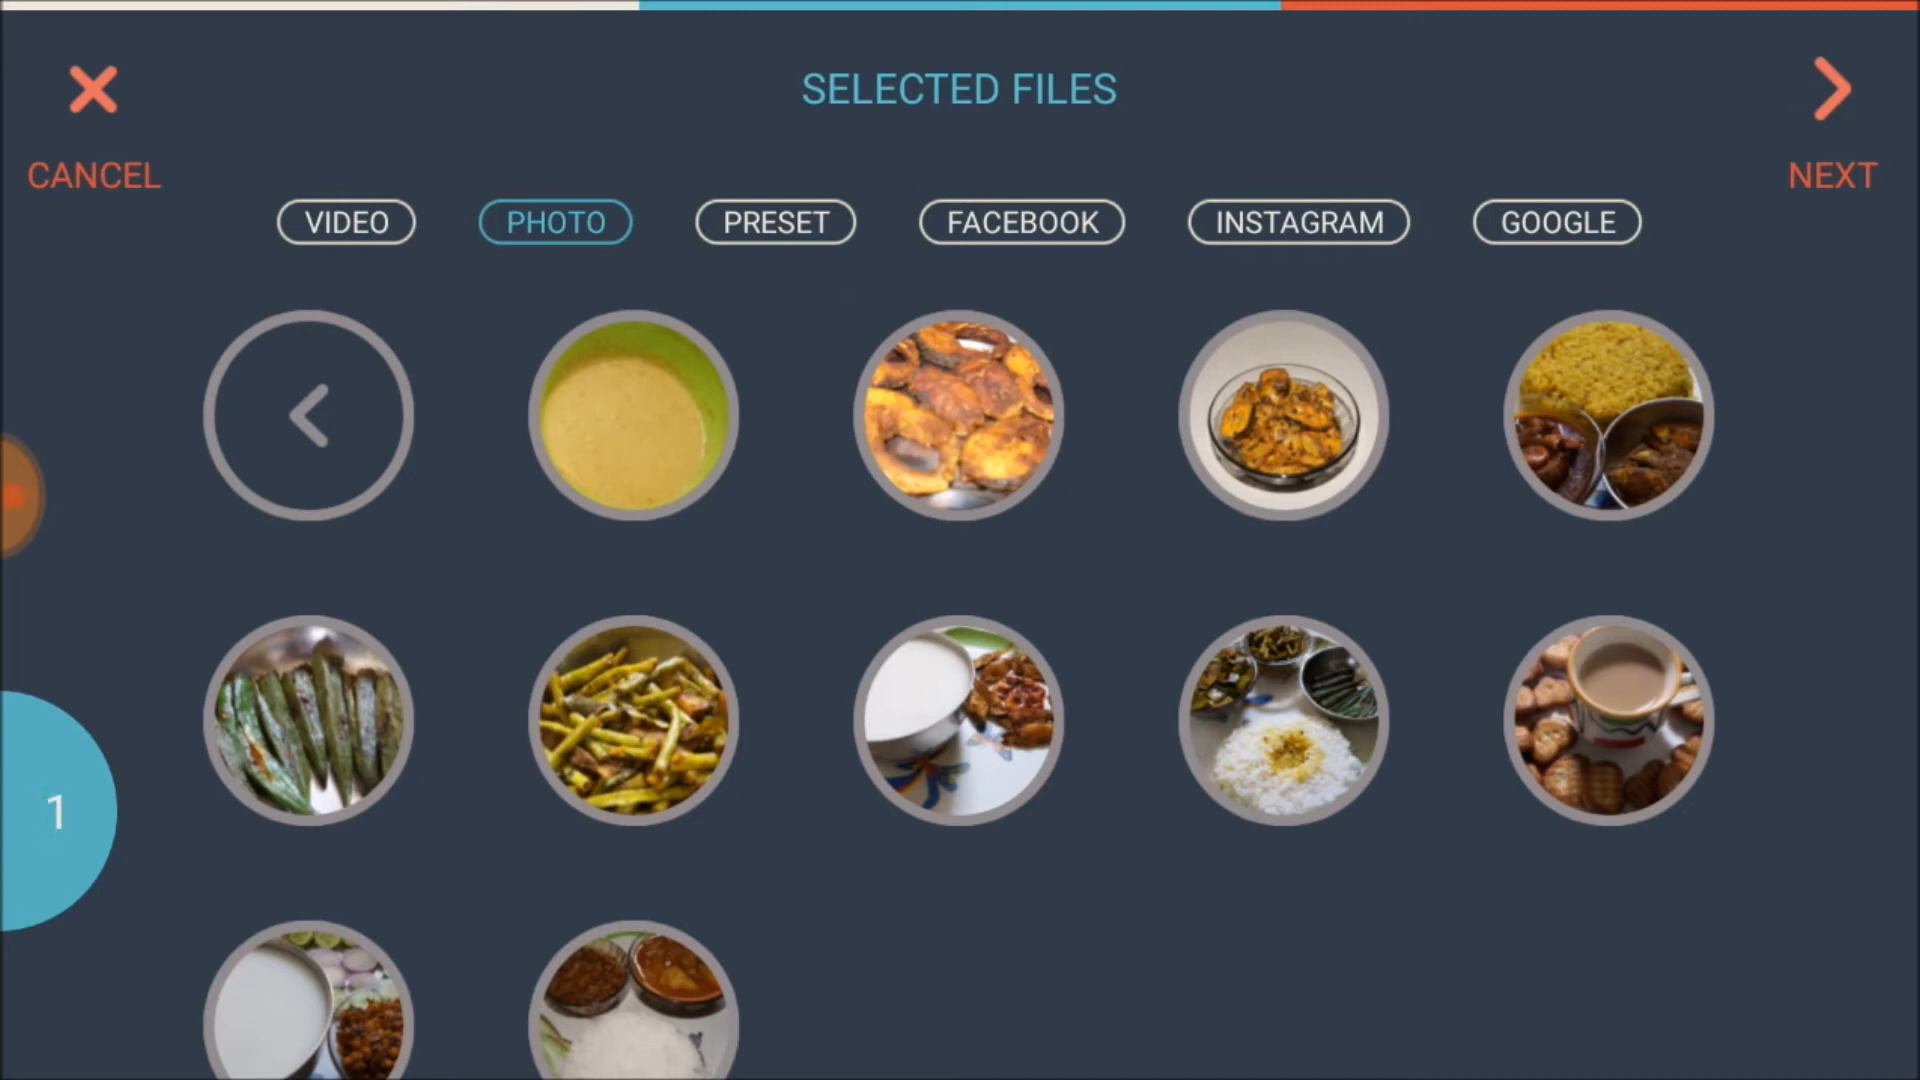 SELECTED FILES
CANCEL
NEXT
VIDEO
PHOTO
PRESET
FACEBOOK
INSTAGRAM
GOOGLE
1